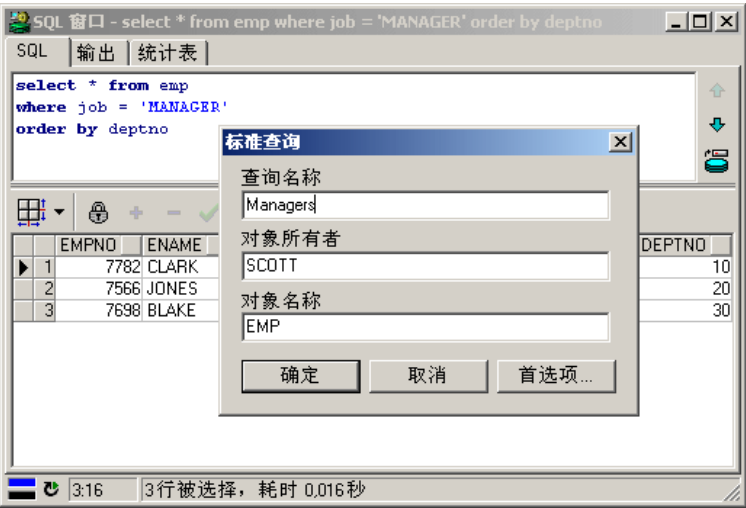 SQL 窗口 - select * from emp where job = 'MANAGER' order by deptno
SQL 输出 统计表
select * from emp
where job = 'MANAGER'
order by deptno
标准查询
查询名称
Managers
对象所有者
SCOTT
对象名称
EMP
确定 取消 首选项...
EMPNO ENAME DEPTNO
1 7782 CLARK 10
2 7566 JONES 20
3 7698 BLAKE 30
3:16 3行被选择，耗时 0.016秒